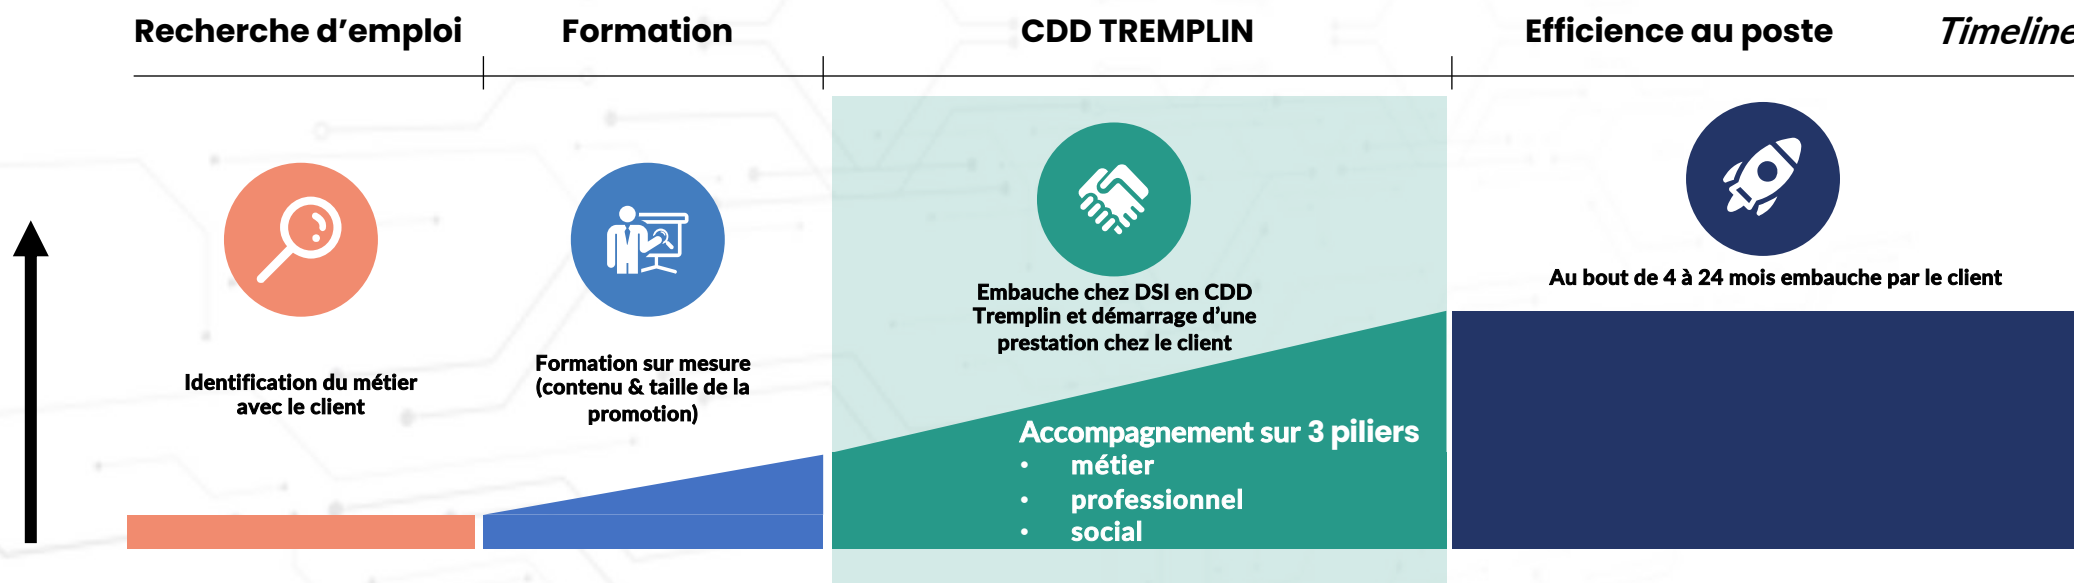 Recherche d’emploi
Formation
CDD TREMPLIN
Efficience au poste
Timeline
Identification du métier
avec le client
Formation sur mesure
(contenu & taille de la
promotion)
Embauche chez DSI en CDD
Tremplin et démarrage d’une
prestation chez le client
Accompagnement sur 3 piliers
• métier
• professionnel
• social
Au bout de 4 à 24 mois embauche par le client